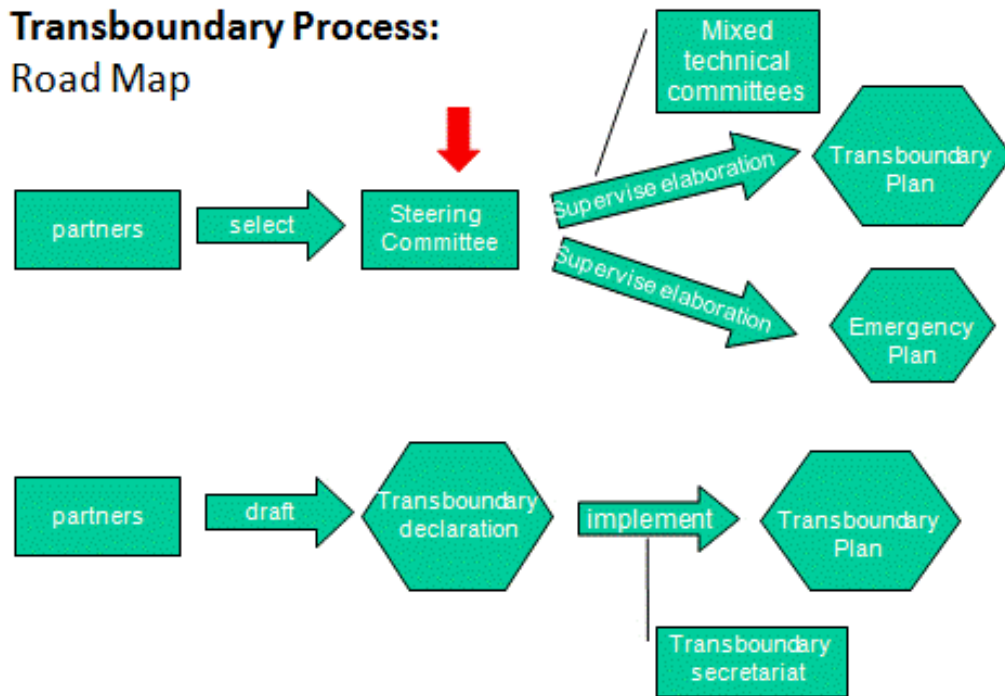 Transboundary Process:
Road Map
Mixed
technical
committees
partners
select
Steering
Committee
Supervise elaboration
Transboundary
Plan
Supervise elaboration
Emergency
Plan
partners
draft
Transboundary
declaration
implement
Transboundary
Plan
Transboundary
secretariat